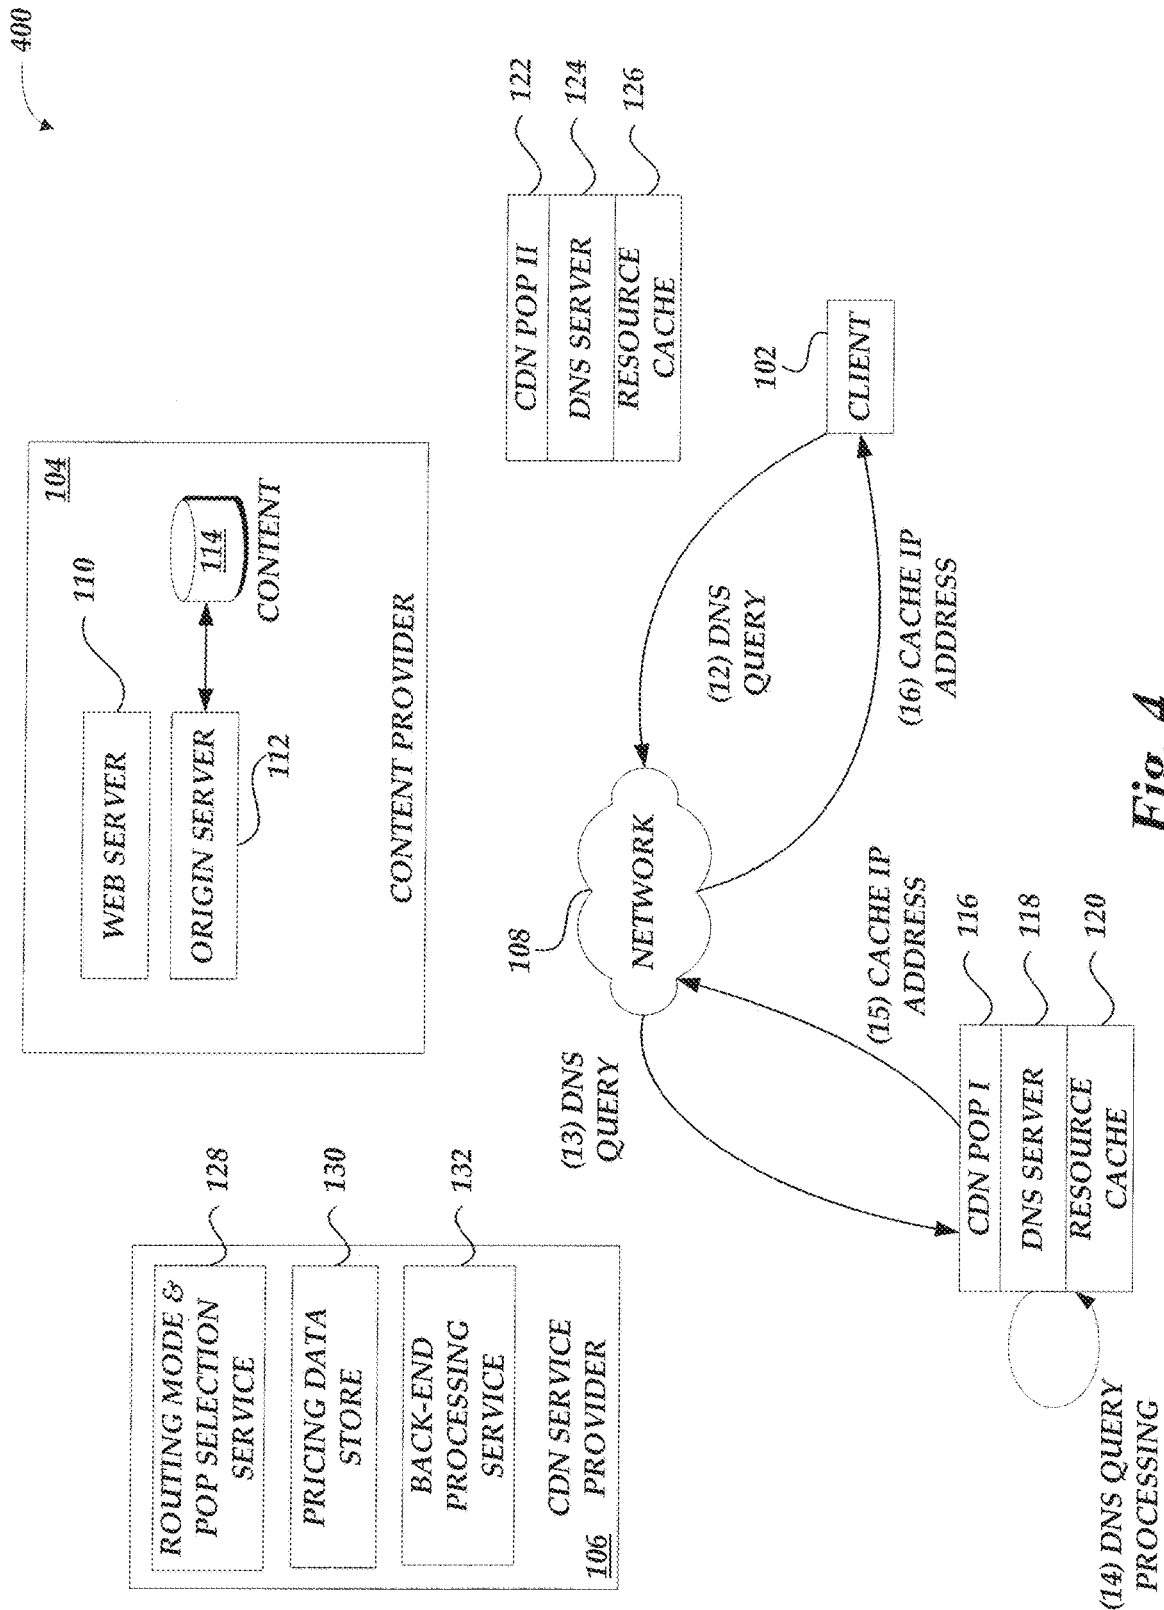 400
128
ROUTING MODE &
POP SELECTION
SERVICE
130
PRICING DATA
STORE
132
BACK-END
PROCESSING
SERVICE
CDN SERVICE
PROVIDER
106
104
110
WEB SERVER
ORIGIN SERVER
112
114
CONTENT
CONTENT PROVIDER
122
CDN POP II
124
DNS SERVER
126
RESOURCE
CACHE
108
NETWORK
(13) DNS
QUERY
(12) DNS
QUERY
102
CLIENT
(15) CACHE IP
ADDRESS
(16) CACHE IP
ADDRESS
116
CDN POP I
118
DNS SERVER
120
RESOURCE
CACHE
(14) DNS QUERY
PROCESSING
Fig. 4